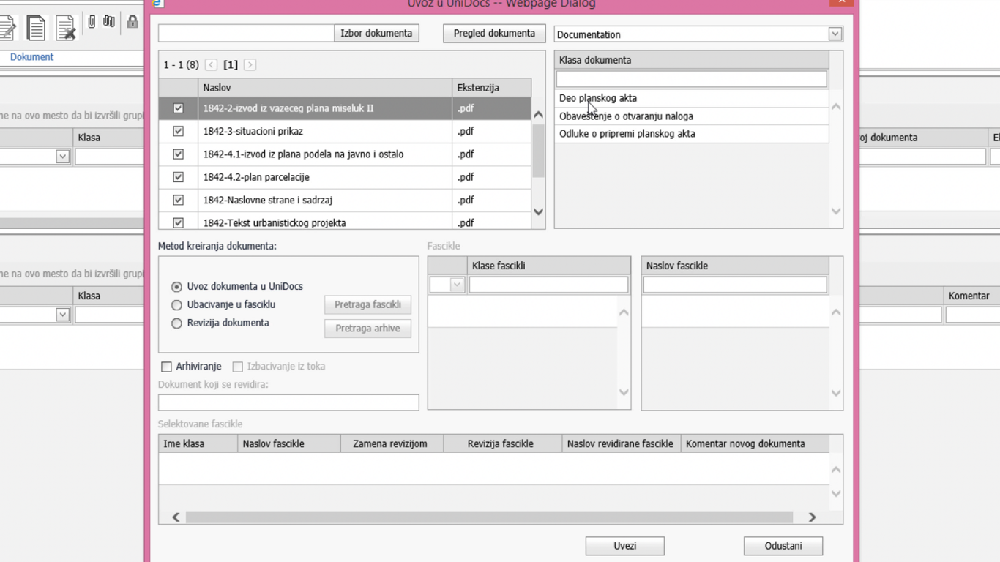 Uvoz u UniDocs -- Webpage Dialog
Izbor dokumenta
Pregled dokumenta
Documentation
Dokument
1 - 1 (8) < [1] >
Naslov
Ekstenzija
1842-2-izvod iz vazeceg plana miseluk II
.pdf
1842-3-situacioni prikaz
.pdf
1842-4.1-izvod iz plana podela na javno i ostalo
.pdf
1842-4.2-plan parcelacije
.pdf
1842-Naslovne strane i sadrzaj
.pdf
1842-Tekst urbanistickog projekta
.pdf
Klasa dokumenta
Deo planskog akta
Obaveštenje o otvaranju naloga
Odluke o pripremi planskog akta
ne na ovo mesto da bi izvršili grupi
Klasa
oj dokumenta
Metod kreiranja dokumenta:
Uvoz dokumenta u UniDocs
Ubacivanje u fasciklu
Revizija dokumenta
Pretraga fascikli
Pretraga arhive
Arhiviranje
Izbacivanje iz toka
Dokument koji se revidira:
Fascikle
Klase fascikli
Naslov fascikle
ne na ovo mesto da bi izvršili grupi
Klasa
Komentar
Selektovane fascikle
Ime klasa
Naslov fascikle
Zamena revizijom
Revizija fascikle
Naslov revidirane fascikle
Komentar novog dokumenta
Uvezi
Odustani